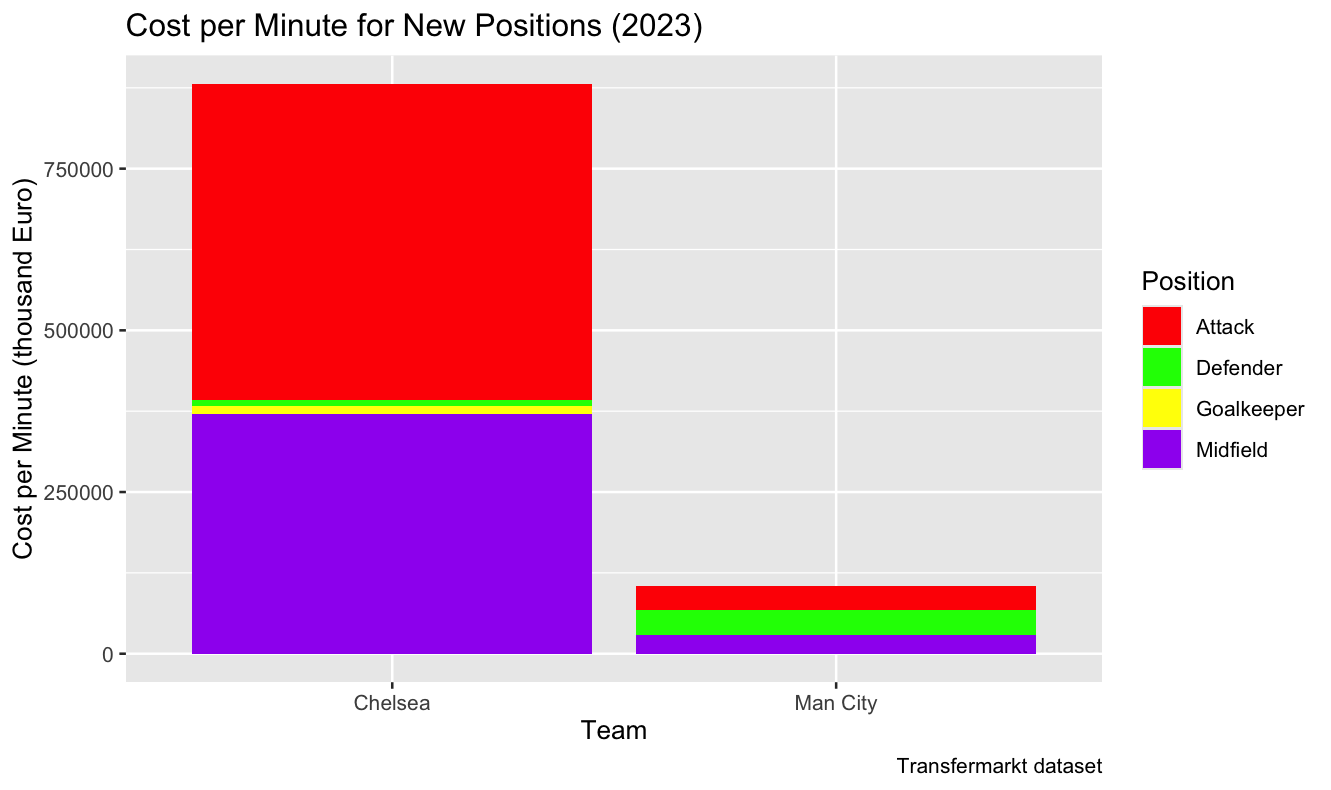 Cost per Minute for New Positions (2023)
Cost per Minute (thousand Euro)
750000
500000
250000
0
Chelsea
Man City
Team
Position
Attack
Defender
Goalkeeper
Midfield
Transfermarkt dataset